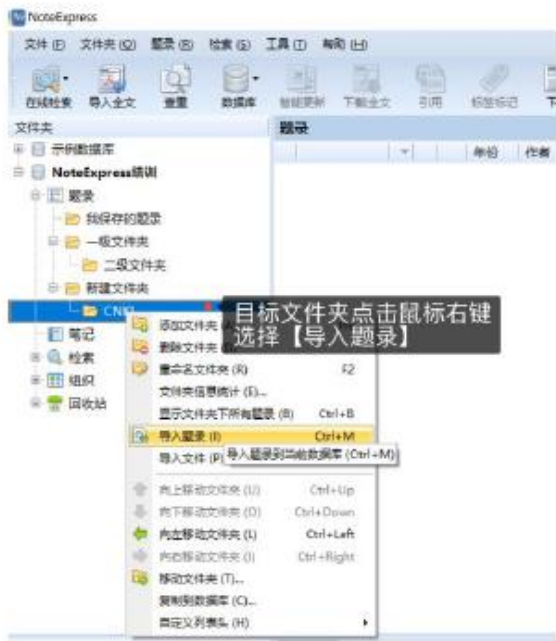 NoteExpress
文件(F) 文件夹(O) 题录(R) 检索(S) 工具(T) 帮助(H)
在线检索 导入全文 查重 数据库 智能更新 下载全文 引用 标签标记
文件夹 题录
示例数据库 年份 作者
NoteExpress培训
题录
我保存的题录
一级文件夹
二级文件夹
新建文件夹
CNKI
目标文件夹点击鼠标右键
选择【导入题录】
笔记
检索
组织
回收站
添加文件夹
删除文件夹
重命名文件夹(R) F2
文件夹信息统计(E)...
显示文件夹下所有题录(B) Ctrl+B
导入题录(I) Ctrl+M
导入文件(P)
导入题录到当前数据库(Ctrl+M)
向上移动文件夹(U) Ctrl+Up
向下移动文件夹(D) Ctrl+Down
向左移动文件夹(L) Ctrl+Left
向右移动文件夹(I) Ctrl+Right
移动文件夹(T)...
复制到数据库(C)...
自定义列表头(H)